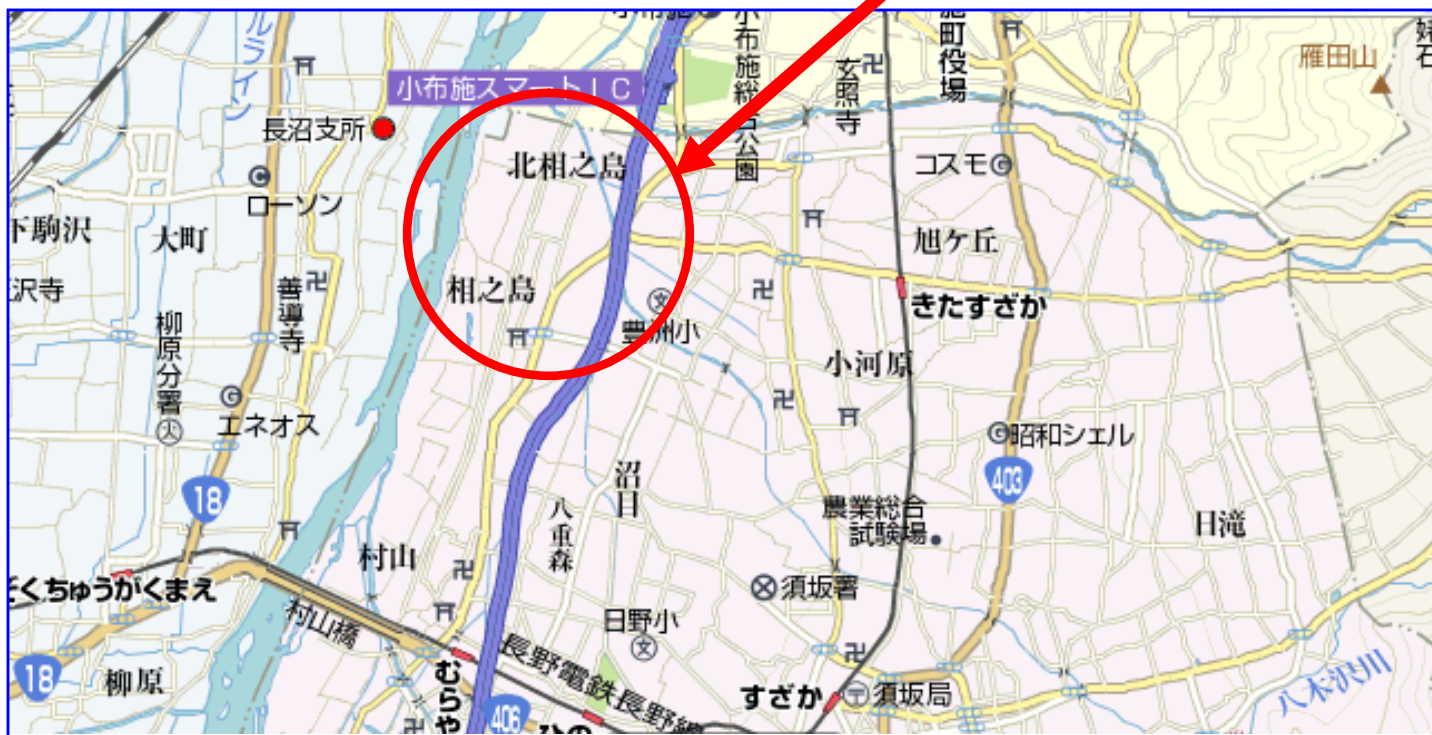 小布施スマートIC
小布施総合公園
玄照寺
雁田山
長沼支所
北相之島
コスモ
ローソン
下駒沢
大町
旭ケ丘
善導寺
相之島
きたすざか
柳原分署
豊洲小
小河原
エネオス
昭和シェル
18
沼目
403
八重森
農業総合
試験場
日滝
村山
須坂署
くちゅうがくまえ
村山橋
日野小
長野電鉄長野線
18
柳原
むらや
406
すざか
須坂局
八木沢川